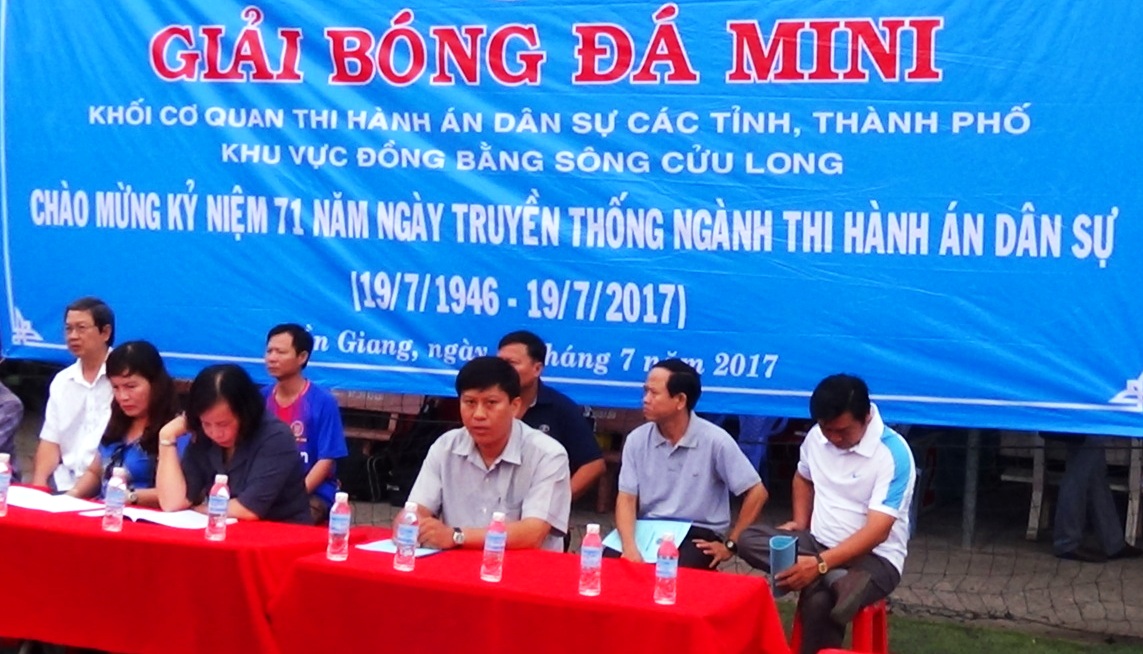 GIẢI BÓNG ĐÁ MINI
KHỐI CƠ QUAN THI HÀNH ÁN DÂN SỰ CÁC TỈNH, THÀNH PHỐ
KHU VỰC ĐỒNG BẰNG SÔNG CỬU LONG
CHÀO MỪNG KỶ NIỆM 71 NĂM NGÀY TRUYỀN THỐNG NGÀNH THI HÀNH ÁN DÂN SỰ
(19/7/1946 - 19/7/2017)
Giang, ngày tháng 7 năm 2017